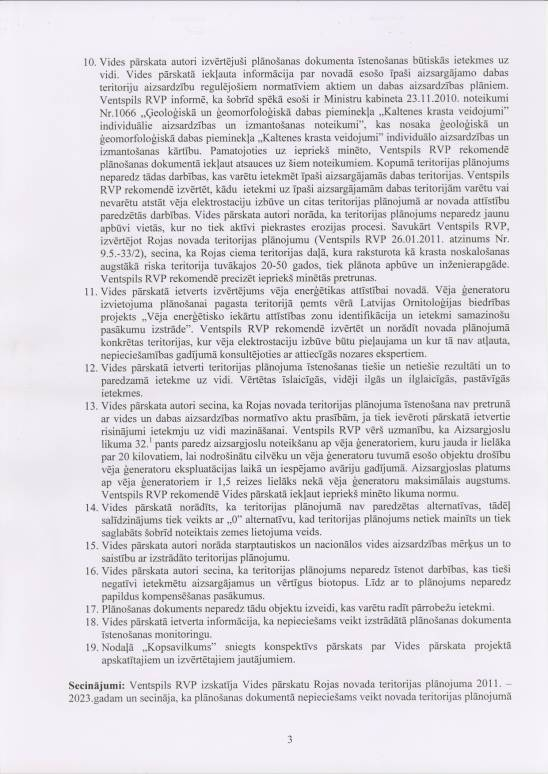 10. Vides pārskata autori izvērtējuši plānošanas dokumenta īstenošanas būtiskās ietekmes uz
vidi. Vides pārskatā iekļauta informācija par novadā esošo īpaši aizsargājamo dabas
teritoriju aizsardzību regulējošiem normatīviem aktiem un dabas aizsardzības plāniem.
Ventspils RVP informē, ka šobrīd spēkā esoši ir Ministru kabineta 23.11.2010. noteikumi
Nr.1066 „Ģeoloģiskā un ģeomorfoloģiskā dabas pieminekļa „Kaltenes krasta veidojumi"
individuālie aizsardzības un izmantošanas noteikumi", kas nosaka ģeoloģiskā un
ģeomorfoloģiskā dabas pieminekļa „Kaltenes krasta veidojumi" individuālo aizsardzības un
izmantošanas kārtību. Pamatojoties uz iepriekš minēto, Ventspils RVP rekomendē
plānošanas dokumentā iekļaut atsauces uz šiem noteikumiem. Kopumā teritorijas plānojums
neparedz tādas darbības, kas varētu ietekmēt īpaši aizsargājamās dabas teritorijas. Ventspils
RVP rekomendē izvērtēt, kādu ietekmi uz īpaši aizsargājamām dabas teritorijām varētu vai
nevarētu atstāt vēja elektrostaciju izbūve un citas teritorijas plānojumā ar novada attīstību
paredzētās darbības. Vides pārskata autori norāda, ka teritorijas plānojums neparedz jaunu
apbūvi vietās, kur no tiek aktīvi piekrastes erozijas procesi. Savukārt Ventspils RVP,
izvērtējot Rojas novada teritorijas plānojumu (Ventspils RVP 26.01.2011. atzinums Nr.
9.5.-33/2), secina, ka Rojas ciema teritorijas daļā, kura raksturota kā krasta noskalošanas
augstākā riska teritorija tuvākajos 20-50 gados, tiek plānota apbūve un inženierapgāde.
Ventspils RVP rekomendē precizēt iepriekš minētās pretrunas.
11. Vides pārskatā ietverts izvērtējums vēja enerģētikas attīstībai novadā. Vēja ģeneratoru
izvietojuma plānošanai pagasta teritorijā ņemts vērā Latvijas Ornitoloģijas biedrības
projekts „Vēja enerģētisko iekārtu attīstības zonu identifikācija un ietekmi samazinošu
pasākumu izstrāde". Ventspils RVP rekomendē izvērtēt un norādīt novada plānojumā
konkrētas teritorijas, kur vēja elektrostaciju izbūve būtu pieļaujama un kur tā nav atļauta,
nepieciešamības gadījumā konsultējoties ar attiecīgās nozares ekspertiem.
12. Vides pārskatā ietverti teritorijas plānojuma īstenošanas tiešie un netiešie rezultāti un to
paredzamā ietekme uz vidi. Vērtētas īslaicīgās, vidēji ilgās un ilglaicīgās, pastāvīgās
ietekmes.
13. Vides pārskata autori secina, ka Rojas novada teritorijas plānojuma īstenošana nav pretrunā
ar vides un dabas aizsardzības normatīvo aktu prasībām, ja tiek ievēroti pārskatā ietvertie
risinājumi ietekmju uz vidi mazināšanai. Ventspils RVP vērš uzmanību, ka Aizsargjoslu
likuma 32.¹ pants paredz aizsargjoslu noteikšanu ap vēja ģeneratoriem, kuru jauda ir lielāka
par 20 kilovatiem, lai nodrošinātu cilvēku un vēja ģeneratoru tuvumā esošo objektu drošību
vēja ģeneratoru ekspluatācijas laikā un iespējamo avāriju gadījumā. Aizsargjoslas platums
ap vēja ģeneratoriem ir 1,5 reizes lielāks nekā vēja ģeneratoru maksimālais augstums.
Ventspils RVP rekomendē Vides pārskatā iekļaut iepriekš minēto likuma normu.
14. Vides pārskatā norādīts, ka teritorijas plānojumā nav paredzētas alternatīvas, tādēļ
salīdzinājums tiek veikts ar „0" alternatīvu, kad teritorijas plānojums netiek mainīts un tiek
saglabāts šobrīd noteiktais zemes lietojuma veids.
15. Vides pārskata autori norāda starptautiskos un nacionālos vides aizsardzības mērķus un to
saistību ar izstrādāto teritorijas plānojumu.
16. Vides pārskata autori secina, ka teritorijas plānojums neparedz īstenot darbības, kas tieši
negatīvi ietekmētu aizsargājamus un vērtīgus biotopus. Līdz ar to plānojums neparedz
papildus kompensēšanas pasākumus.
17. Plānošanas dokuments neparedz tādu objektu izveidi, kas varētu radīt pārrobežu ietekmi.
18. Vides pārskatā ietverta informācija, ka nepieciešams veikt izstrādātā plānošanas dokumenta
īstenošanas monitoringu.
19. Nodaļā „Kopsavilkums" sniegts konspektīvs pārskats par Vides pārskata projektā
apskatītajiem un izvērtētajiem jautājumiem.
Secinājumi: Ventspils RVP izskatīja Vides pārskatu Rojas novada teritorijas plānojuma 2011. –
2023.gadam un secināja, ka plānošanas dokumentā nepieciešams veikt novada teritorijas plānojumā
3